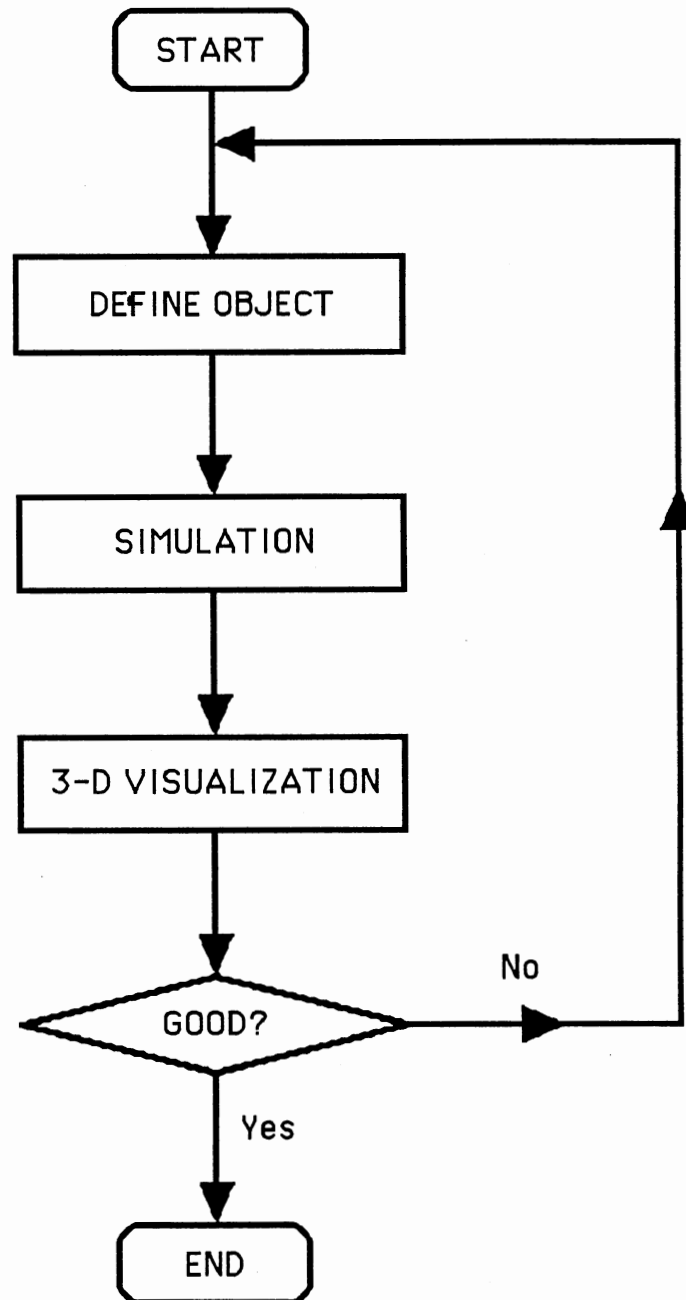 START
DEFINE OBJECT
SIMULATION
3-D VISUALIZATION
No
GOOD?
Yes
END